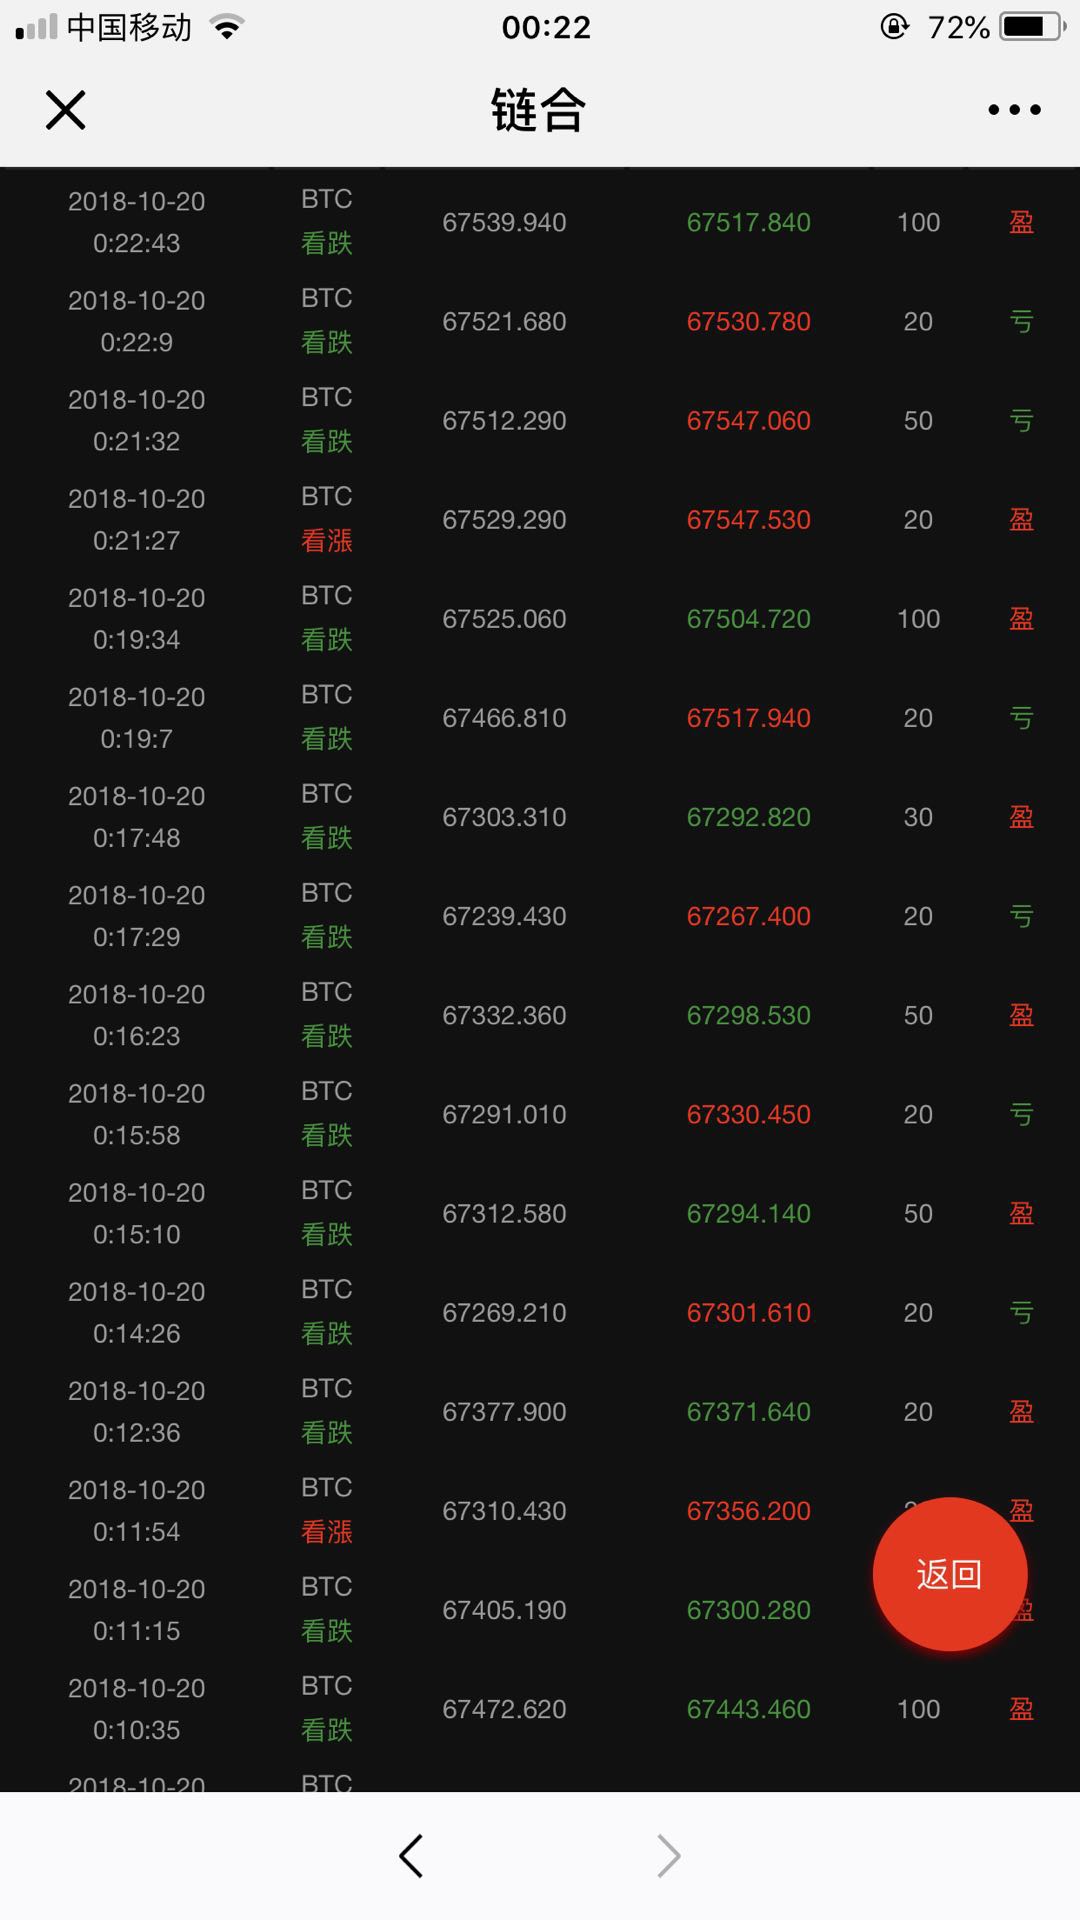 中国移动 00:22 72%
链合
2018-10-20 0:22:43 BTC 看跌 67539.940 67517.840 100 盈
2018-10-20 0:22:9 BTC 看跌 67521.680 67530.780 20 亏
2018-10-20 0:21:32 BTC 看跌 67512.290 67547.060 50 亏
2018-10-20 0:21:27 BTC 看漲 67529.290 67547.530 20 盈
2018-10-20 0:19:34 BTC 看跌 67525.060 67504.720 100 盈
2018-10-20 0:19:7 BTC 看跌 67466.810 67517.940 20 亏
2018-10-20 0:17:48 BTC 看跌 67303.310 67292.820 30 盈
2018-10-20 0:17:29 BTC 看跌 67239.430 67267.400 20 亏
2018-10-20 0:16:23 BTC 看跌 67332.360 67298.530 50 盈
2018-10-20 0:15:58 BTC 看跌 67291.010 67330.450 20 亏
2018-10-20 0:15:10 BTC 看跌 67312.580 67294.140 50 盈
2018-10-20 0:14:26 BTC 看跌 67269.210 67301.610 20 亏
2018-10-20 0:12:36 BTC 看跌 67377.900 67371.640 20 盈
2018-10-20 0:11:54 BTC 看漲 67310.430 67356.200 盈
返回
2018-10-20 0:11:15 BTC 看跌 67405.190 67300.280 盈
2018-10-20 0:10:35 BTC 看跌 67472.620 67443.460 100 盈
2018-10-20 BTC